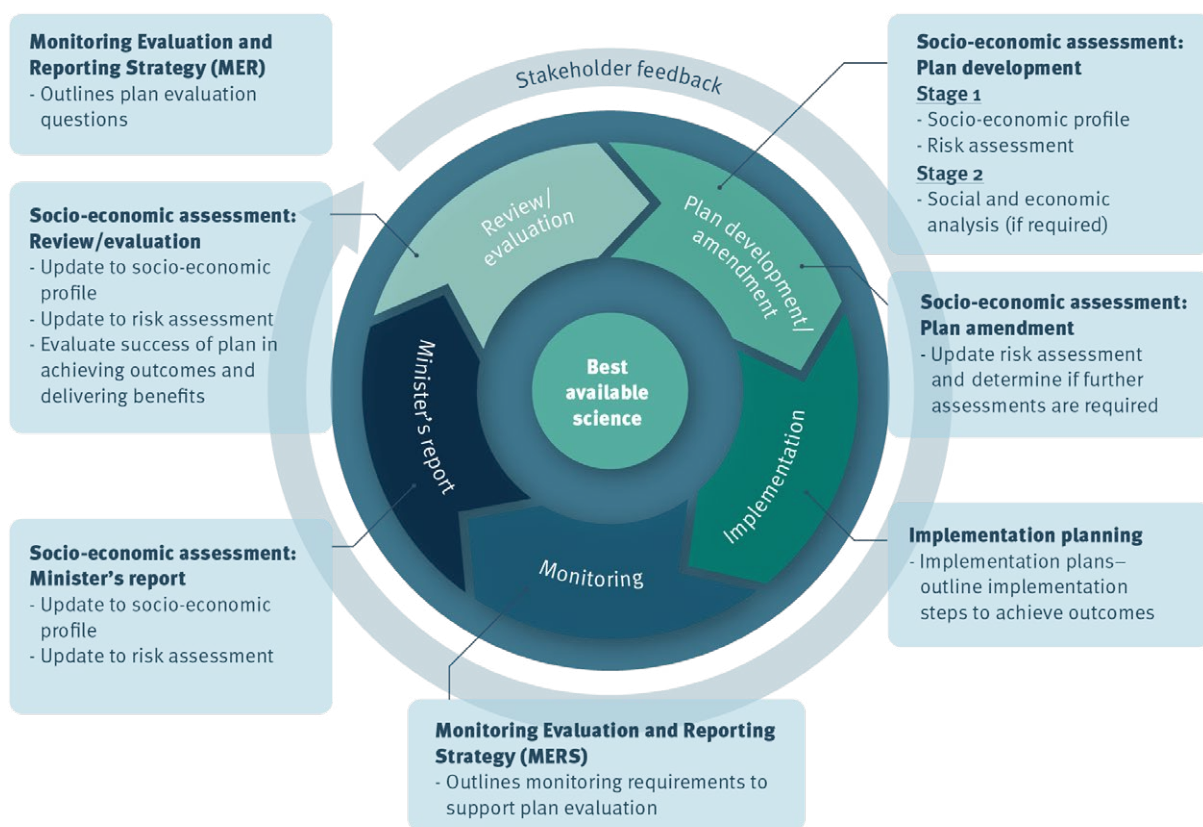 Monitoring Evaluation and
Reporting Strategy (MER)
- Outlines plan evaluation
questions
Socio-economic assessment:
Review/evaluation
- Update to socio-economic
profile
- Update to risk assessment
- Evaluate success of plan in
achieving outcomes and
delivering benefits
Socio-economic assessment:
Minister’s report
- Update to socio-economic
profile
- Update to risk assessment
Stakeholder feedback
Review/
evaluation
Plan development/
amendment
Implementation
Monitoring
Minister’s report
Best
available
science
Socio-economic assessment:
Plan development
Stage 1
- Socio-economic profile
- Risk assessment
Stage 2
- Social and economic
analysis (if required)
Socio-economic assessment:
Plan amendment
- Update risk assessment
and determine if further
assessments are required
Implementation planning
- Implementation plans–
outline implementation
steps to achieve outcomes
Monitoring Evaluation and Reporting
Strategy (MERS)
- Outlines monitoring requirements to
support plan evaluation